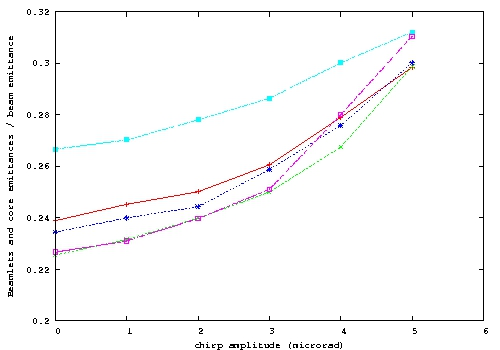 0.32
0.3
0.28
0.26
0.24
0.22
0.2
Beamlets and core emittances / beam emittance
0 1 2 3 4 5 6
chirp amplitude (microrad)